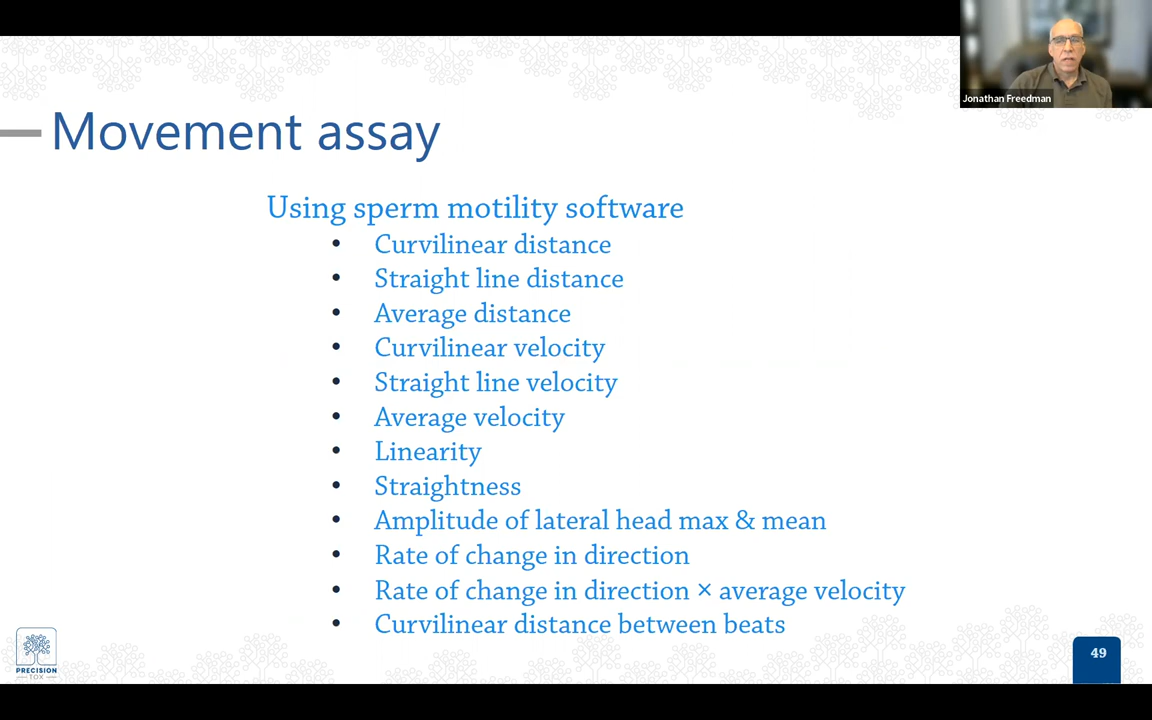 Jonathan Freedman
Movement assay
Using sperm motility software
• Curvilinear distance
• Straight line distance
• Average distance
• Curvilinear velocity
• Straight line velocity
• Average velocity
• Linearity
• Straightness
• Amplitude of lateral head max & mean
• Rate of change in direction
• Rate of change in direction × average velocity
• Curvilinear distance between beats
PRECISION
TOX
49